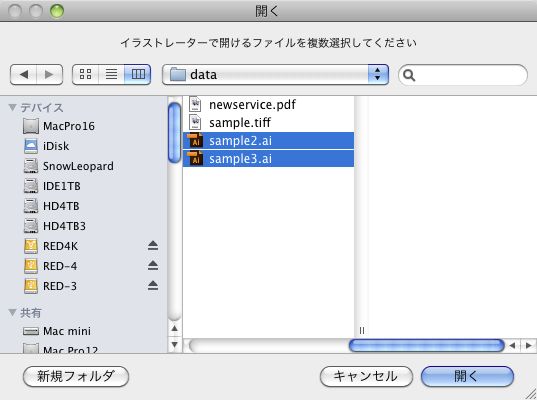 開く
イラストレーターで開けるファイルを複数選択してください
data
デバイス
MacPro16
iDisk
SnowLeopard
IDE1TB
HD4TB
HD4TB3
RED4K
RED-4
RED-3
共有
Mac mini
Mac Pro12
newservice.pdf
sample.tiff
sample2.ai
sample3.ai
新規フォルダ
キャンセル
開く